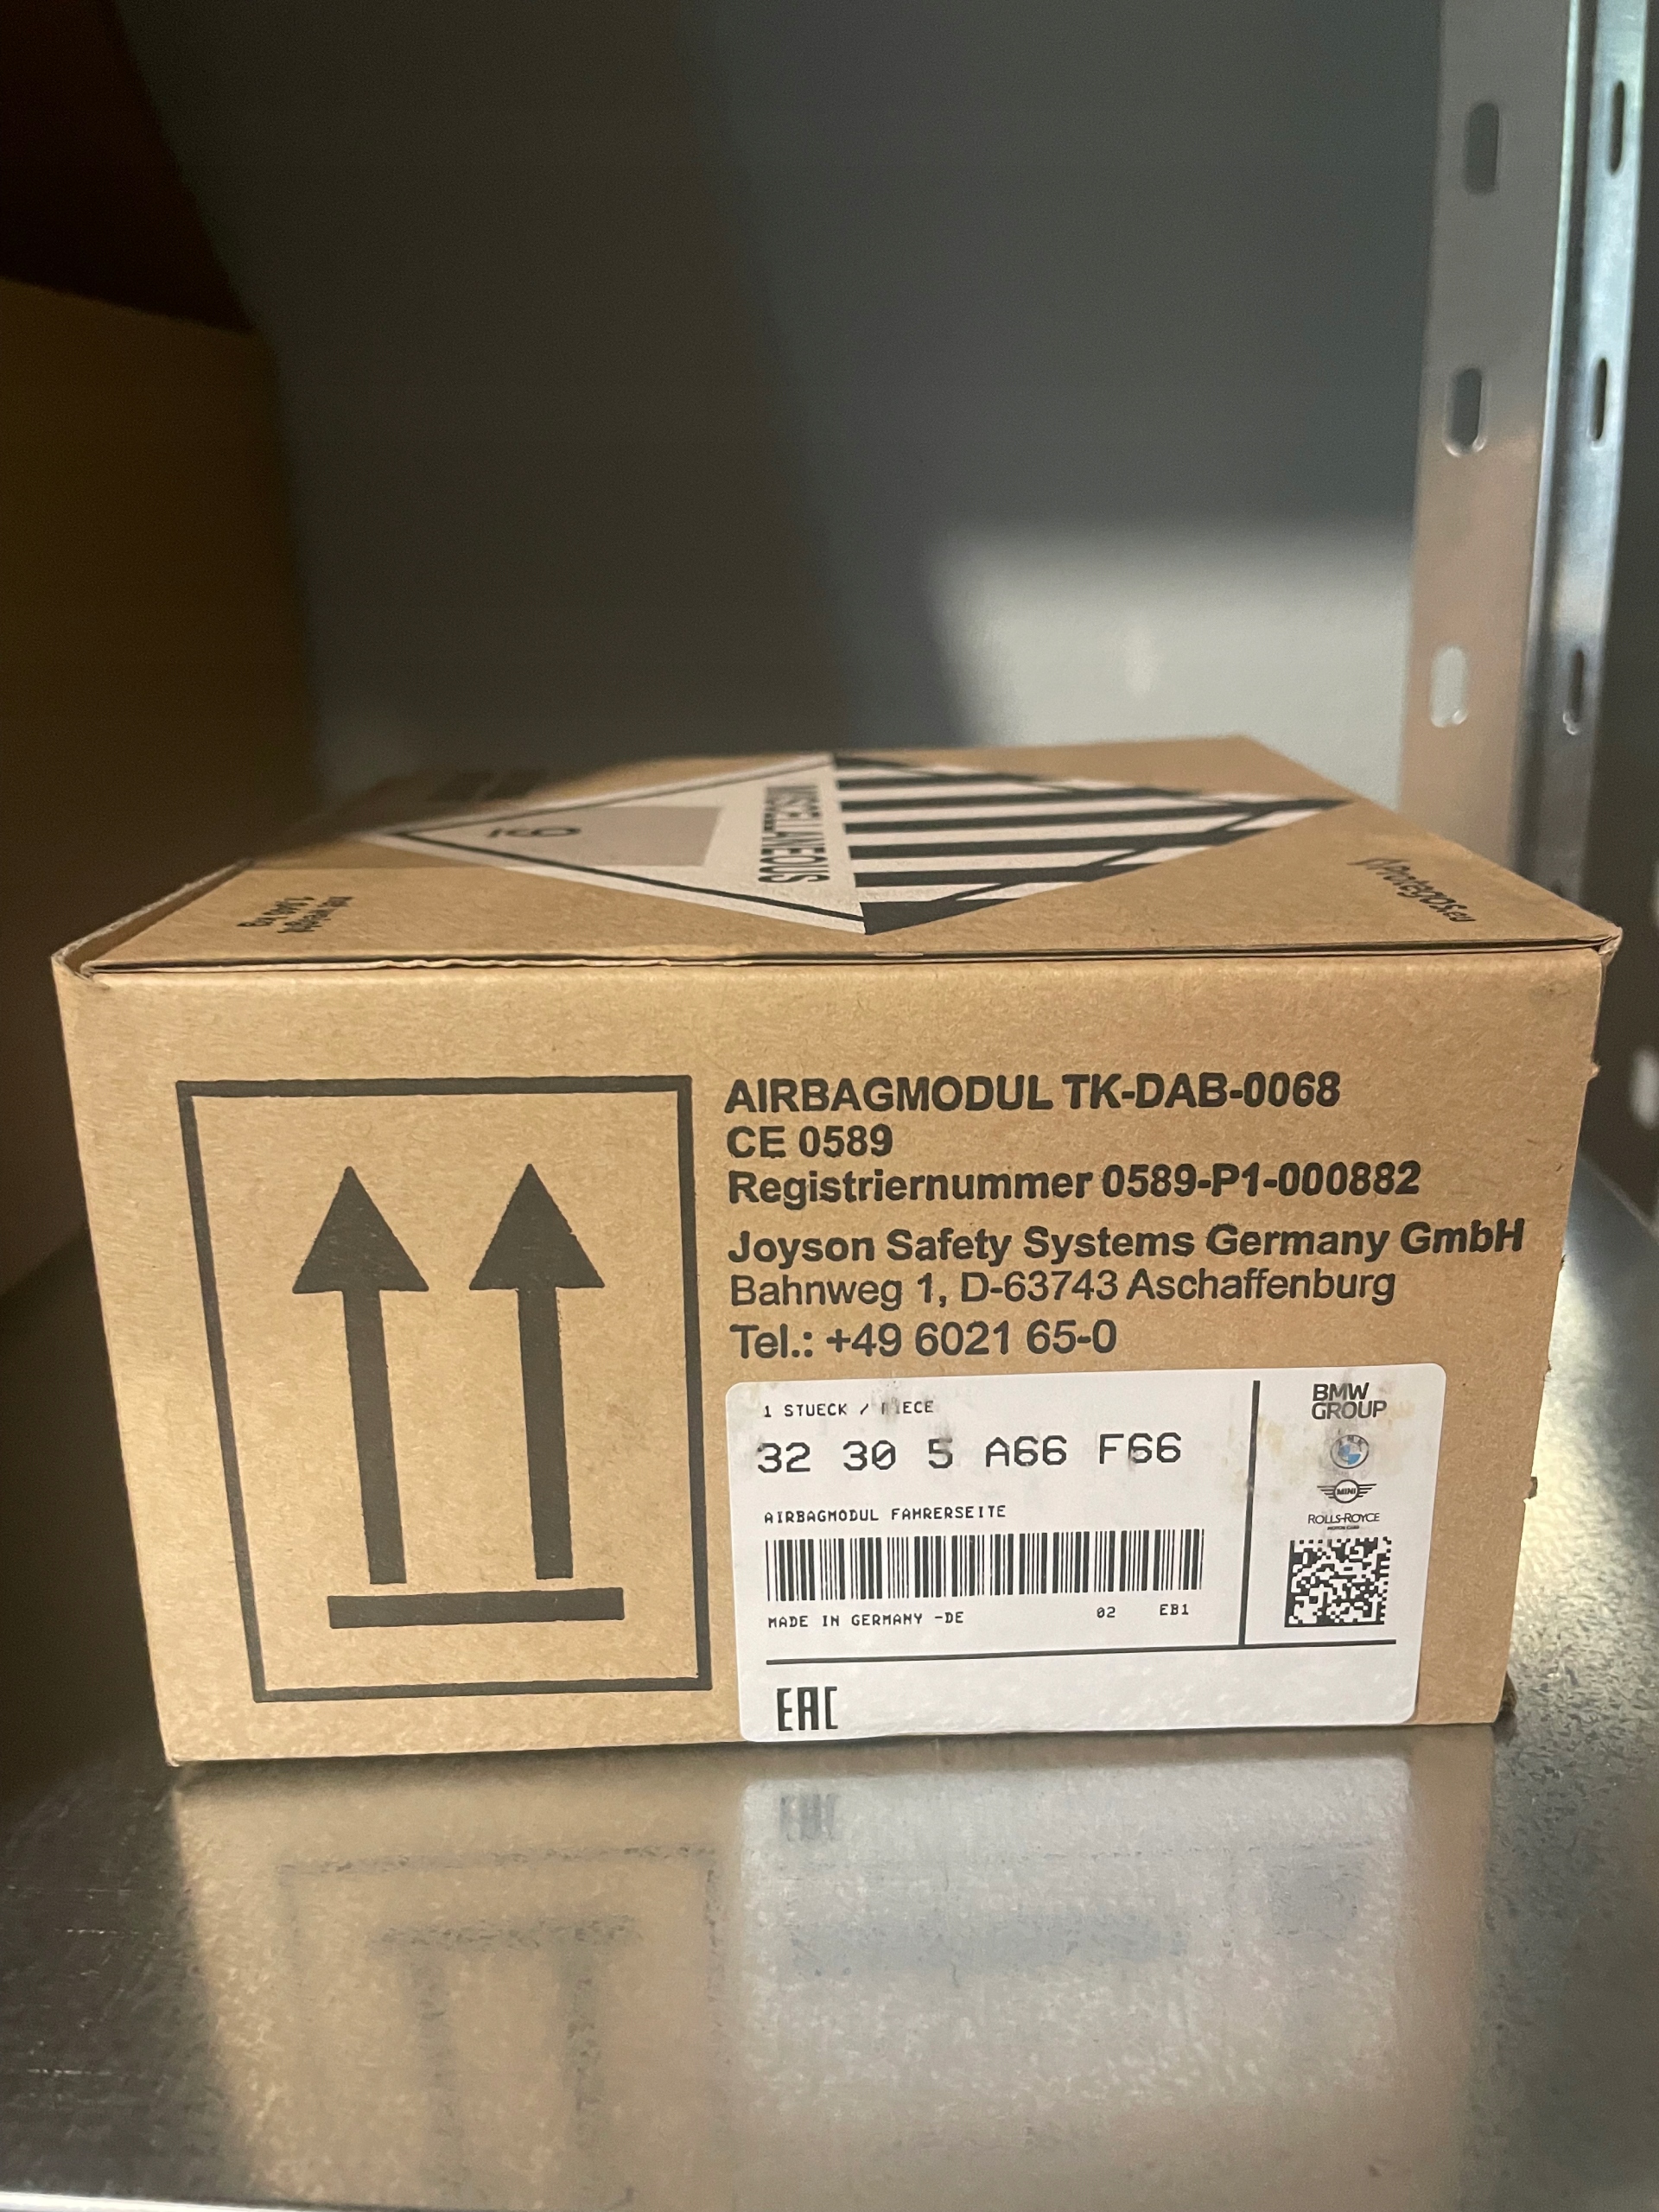 MISCELLANEOUS
9
AIRBAGMODUL TK-DAB-0068
CE 0589
Registriernummer 0589-P1-000882
Joyson Safety Systems Germany GmbH
Bahnweg 1, D-63743 Aschaffenburg
Tel.: +49 6021 65-0
1 STUECK /
32 30 5 A66 F66
AIRBAGMODUL FAHRERSEITE
MADE IN GERMANY -DE 02 EB1
EAC
BMW
GROUP
MINI
ROLLS-ROYCE